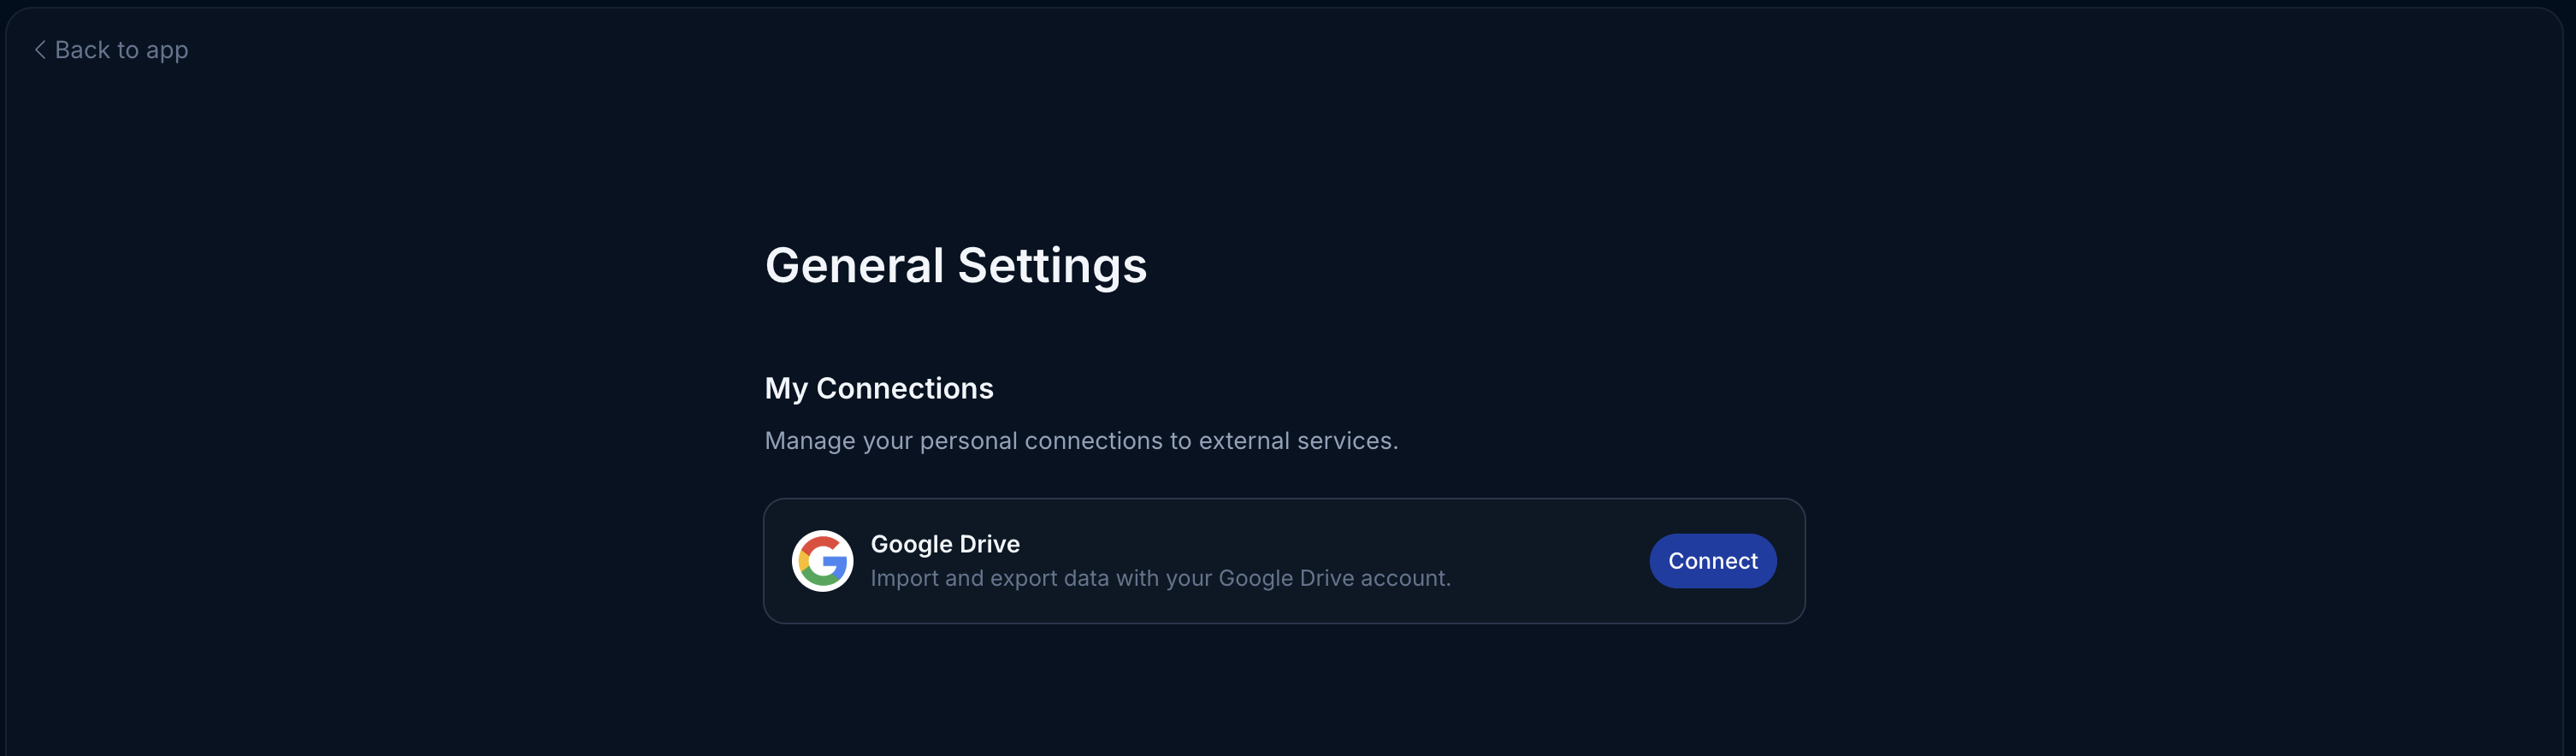 Back to app
General Settings
My Connections
Manage your personal connections to external services.
Google Drive
Import and export data with your Google Drive account.
Connect